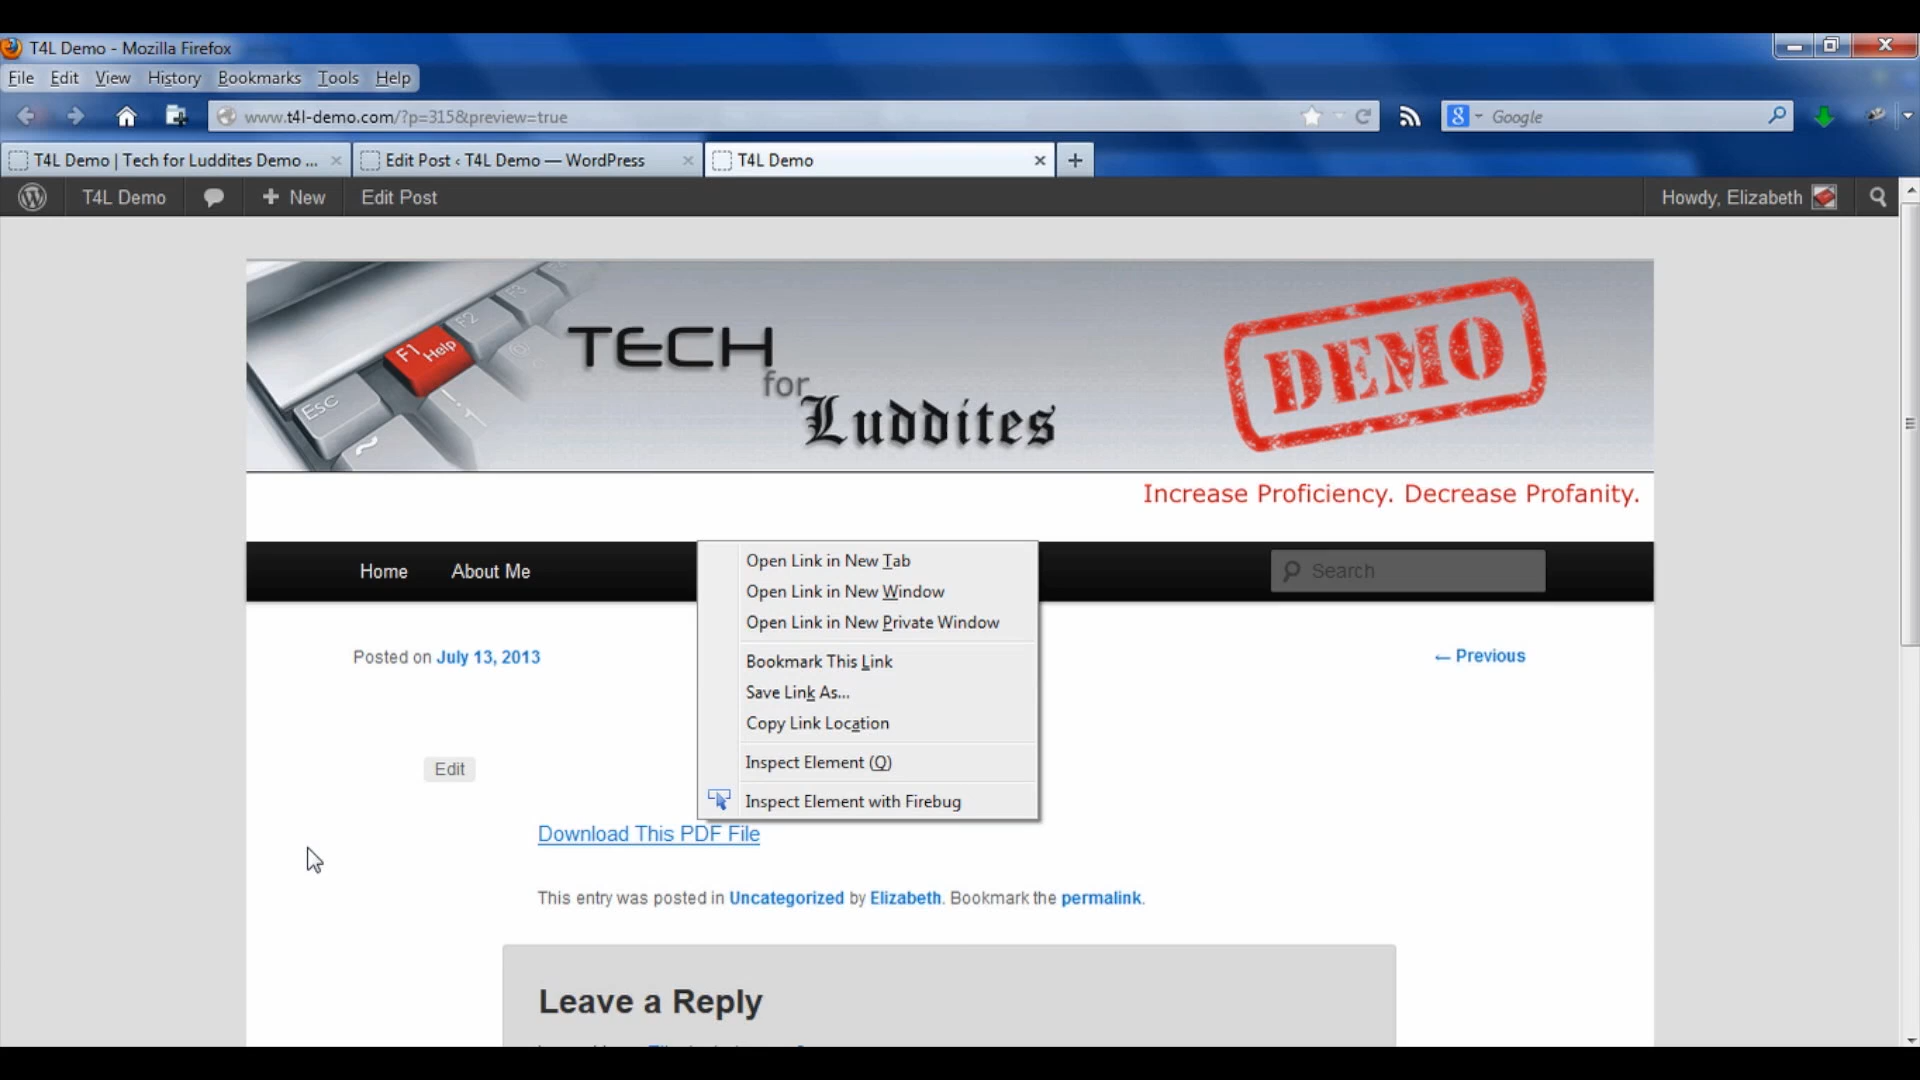 T4L Demo - Mozilla Firefox
File Edit View History Bookmarks Tools Help
www.t4l-demo.com/?p=315&preview=true
Google
T4L Demo | Tech for Luddites Demo ...
Edit Post ‹ T4L Demo — WordPress
T4L Demo
T4L Demo
New
Edit Post
Howdy, Elizabeth
Esc
F1
Help
F2
F3
TECH
for
Luddites
DEMO
Increase Proficiency. Decrease Profanity.
Home
About Me
Search
Open Link in New Tab
Open Link in New Window
Open Link in New Private Window
Bookmark This Link
Save Link As...
Copy Link Location
Inspect Element (Q)
Inspect Element with Firebug
Posted on July 13, 2013
← Previous
Edit
Download This PDF File
This entry was posted in Uncategorized by Elizabeth. Bookmark the permalink.
Leave a Reply